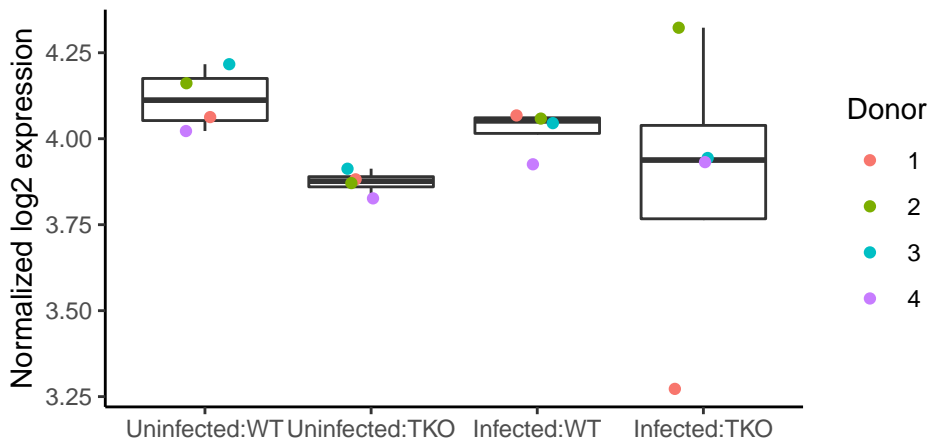 Normalized log2 expression
4.25
4.00
3.75
3.50
3.25
Uninfected:WT
Uninfected:TKO
Infected:WT
Infected:TKO
Donor
1
2
3
4